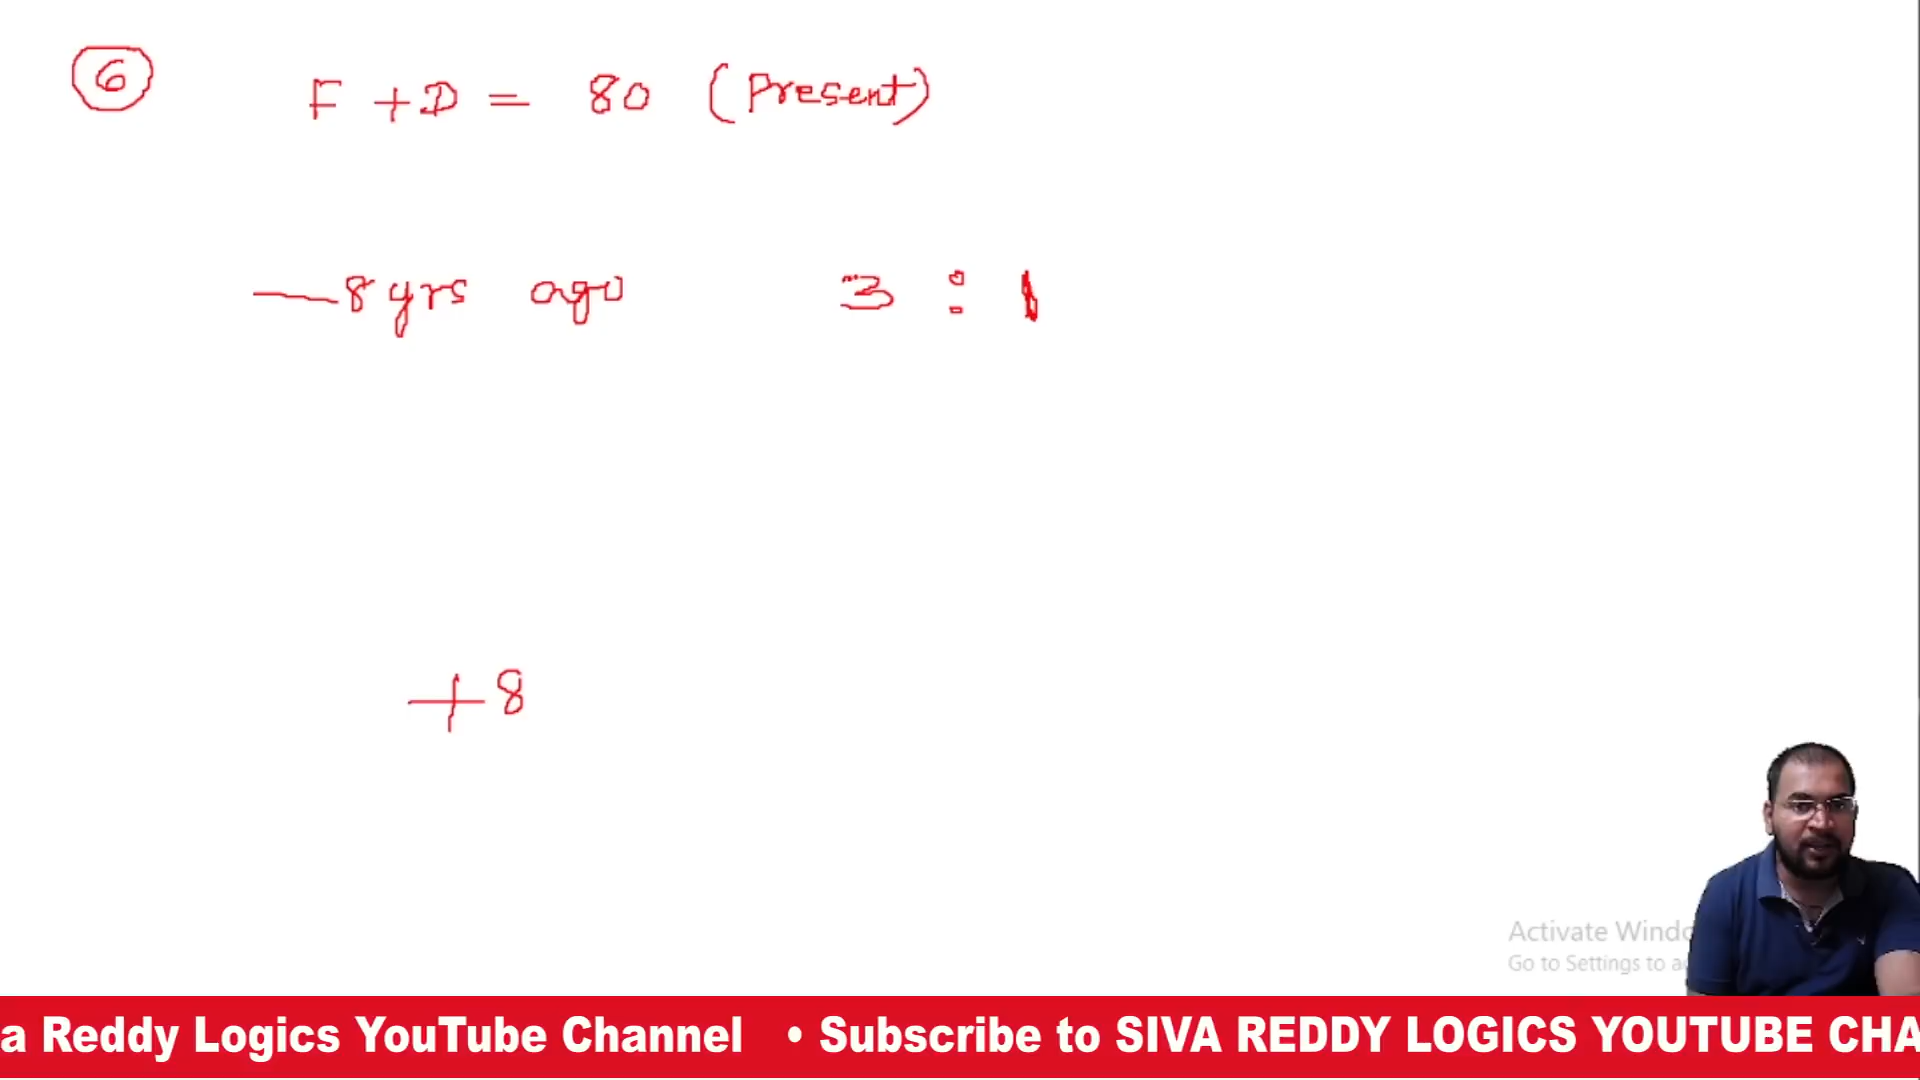 6 F + D = 80 (Present)
— 8 yrs ago 3 : 1
+ 8
Activate Windo
Go to Settings to a
a Reddy Logics YouTube Channel • Subscribe to SIVA REDDY LOGICS YOUTUBE CHA